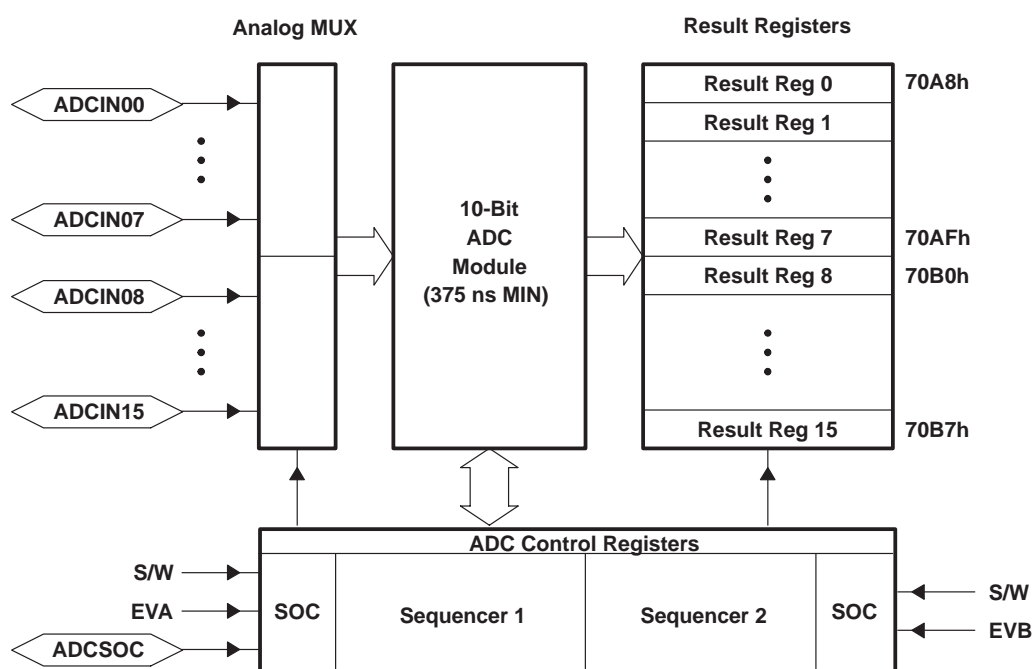 Analog MUX
Result Registers
ADCIN00
ADCIN07
ADCIN08
ADCIN15
10-Bit
ADC
Module
(375 ns MIN)
Result Reg 0
70A8h
Result Reg 1
Result Reg 7
70AFh
Result Reg 8
70B0h
Result Reg 15
70B7h
ADC Control Registers
S/W
EVA
ADCSOC
SOC
Sequencer 1
Sequencer 2
SOC
S/W
EVB